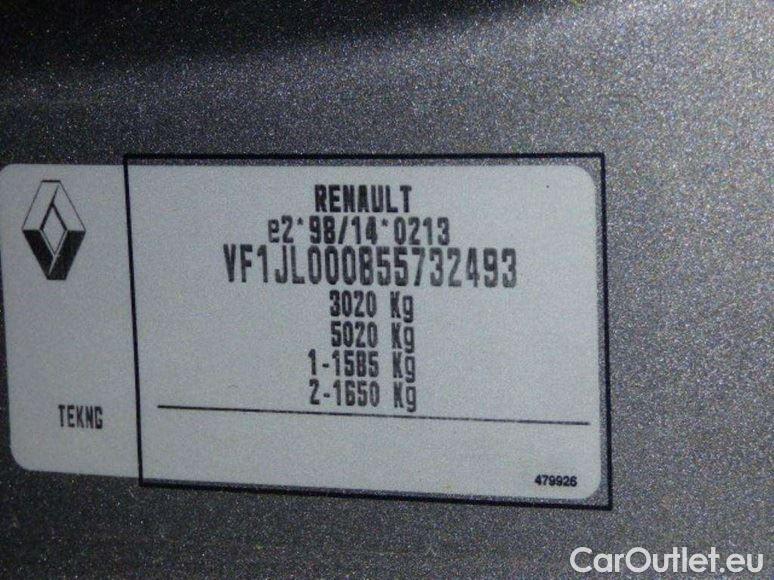 RENAULT
e2*98/14*0213
VF1JL000855732493
3020 Kg
5020 Kg
1-1585 Kg
2-1650 Kg
TEKNG
479926
CarOutlet.eu